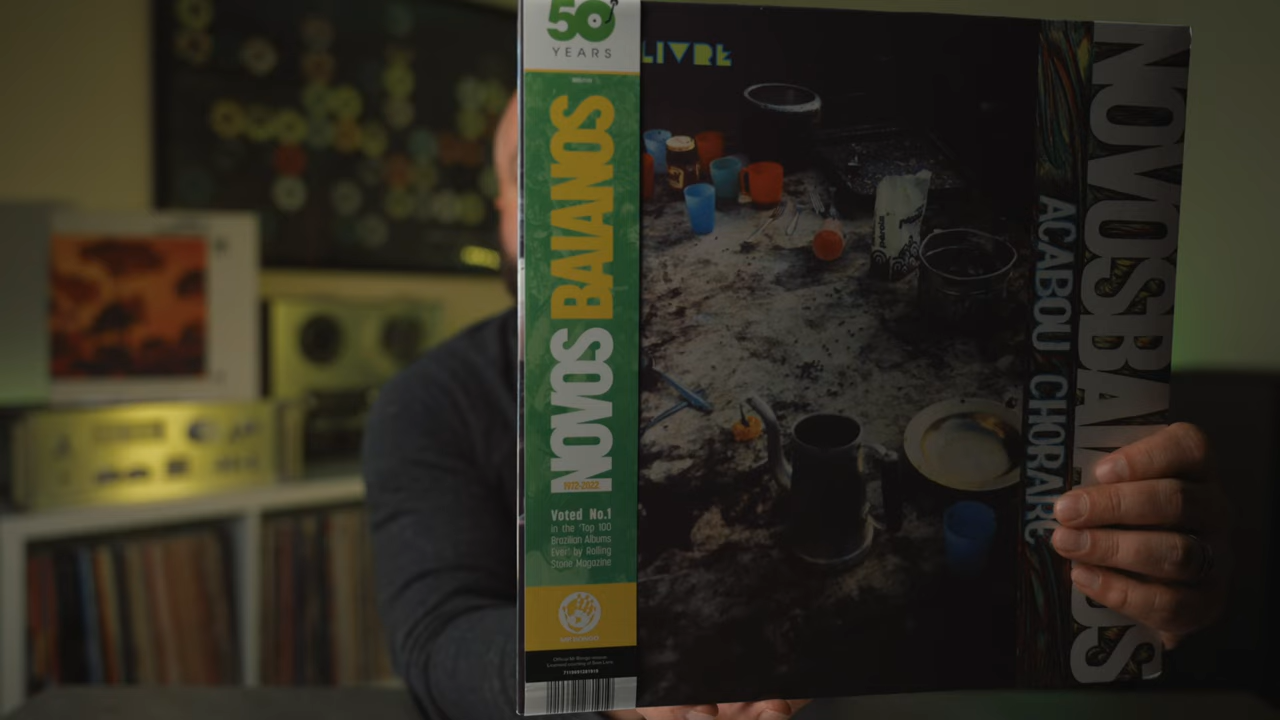 50
YEARS
NOVOS BAIANOS
1972-2022
Voted No.1
in the 'Top 100
Brazilian Albums
Ever' by Rolling
Stone Magazine
LIVRE
parein
ACABOU CHORARE
NOVOS BAIANOS